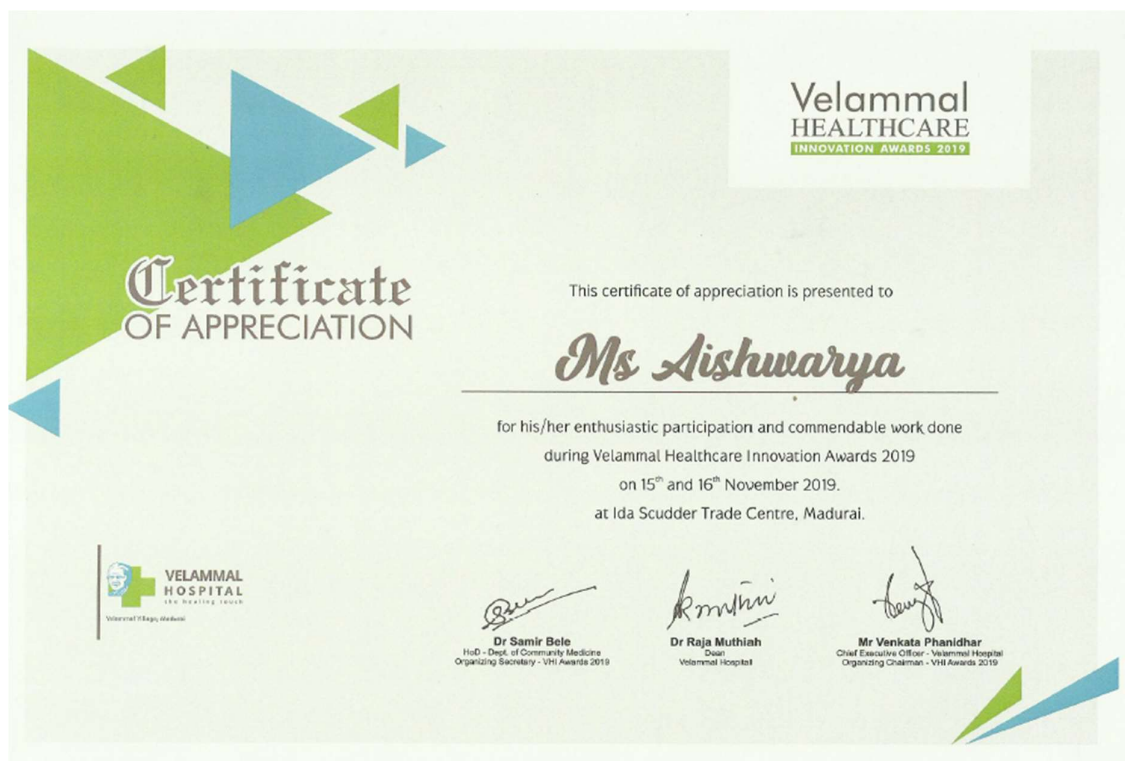 Velammal
HEALTHCARE
INNOVATION AWARDS 2019
Certificate
OF APPRECIATION
This certificate of appreciation is presented to
Ms Aishwarya
for his/her enthusiastic participation and commendable work done
during Velammal Healthcare Innovation Awards 2019
on 15th and 16th November 2019.
at Ida Scudder Trade Centre, Madurai.
VELAMMAL
HOSPITAL
the healing touch
Velammal Village, Madurai
Dr Samir Bele
HoD - Dept. of Community Medicine
Organizing Secretary - VHI Awards 2019
Dr Raja Muthiah
Dean
Velammal Hospital
Mr Venkata Phanidhar
Chief Executive Officer - Velammal Hospital
Organizing Chairman - VHI Awards 2019